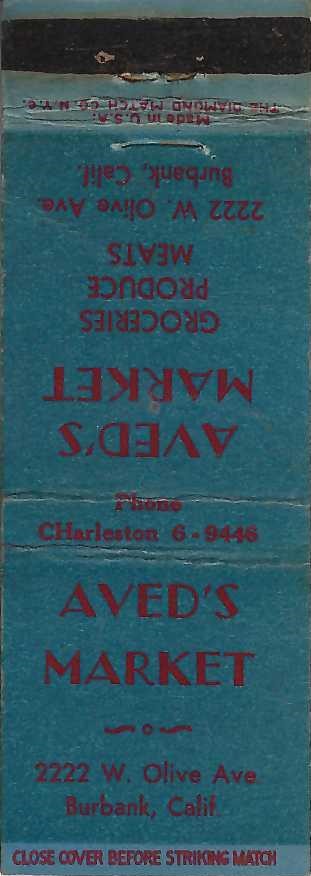 Made in U.S.A.
THE DIAMOND MATCH CO. N.Y.C.
AVED'S
MARKET
GROCERIES
PRODUCE
MEATS
2222 W. Olive Ave.
Burbank, Calif.
Phone
CHarleston 6-9446
AVED'S
MARKET
2222 W. Olive Ave
Burbank, Calif.
CLOSE COVER BEFORE STRIKING MATCH